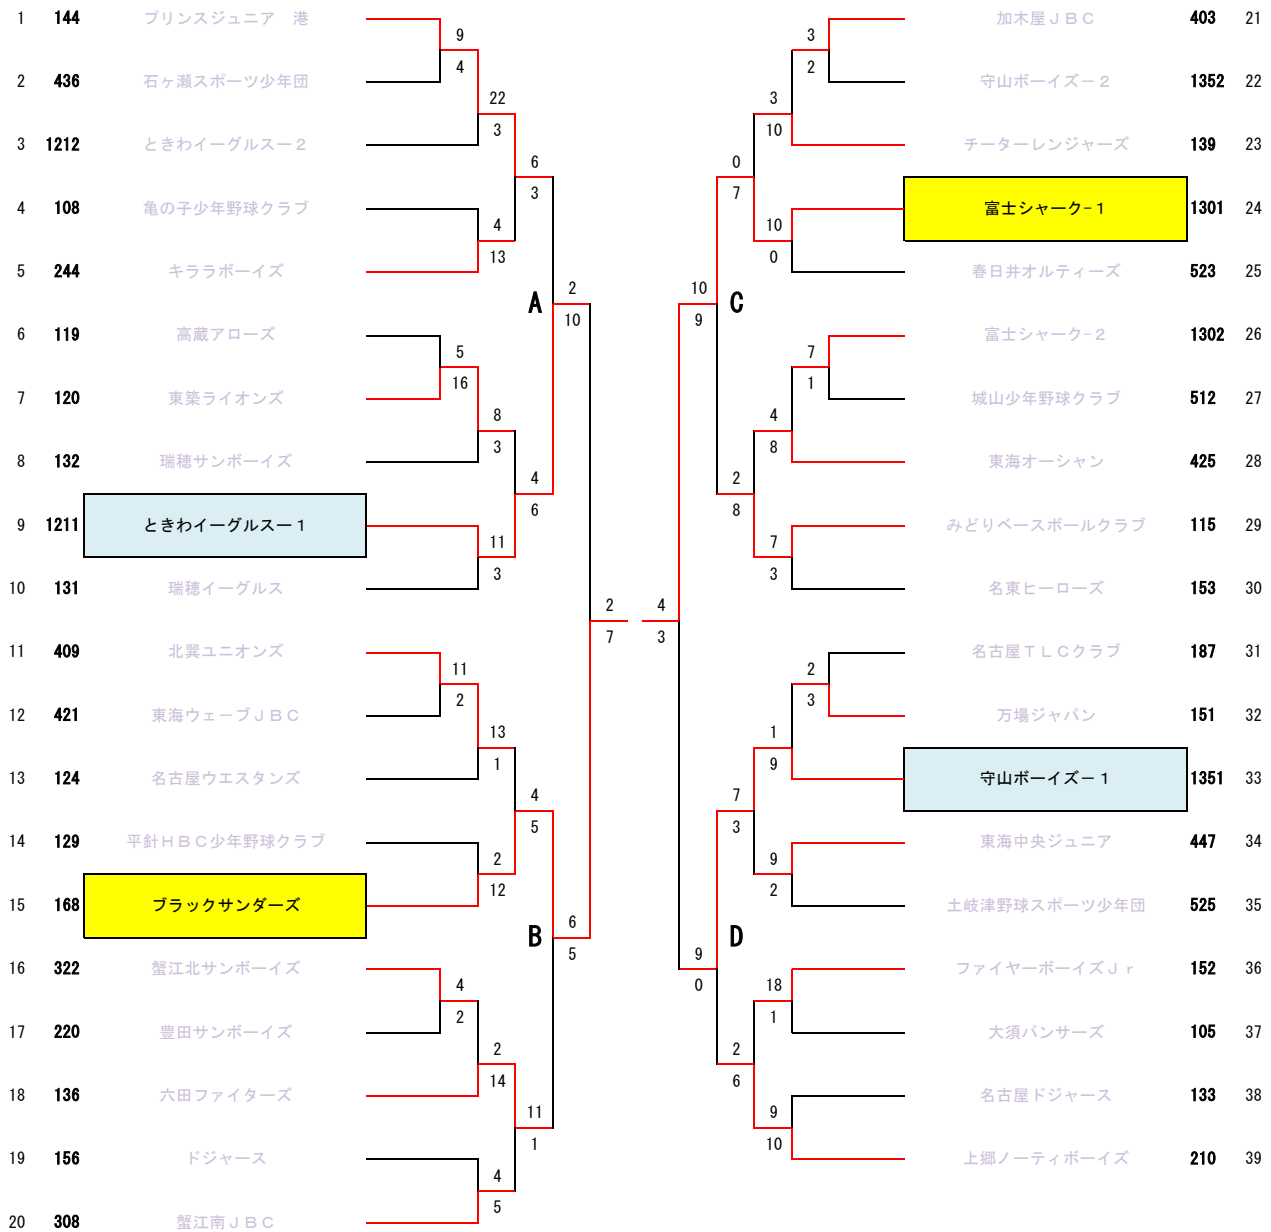 1 144 プリンスジュニア　港
9
4
2 436 石ヶ瀬スポーツ少年団
22
3
3 1212 ときわイーグルスー２
6
3
4 108 亀の子少年野球クラブ
4
13
5 244 キララボーイズ
A
2
10
6 119 高蔵アローズ
5
16
7 120 東築ライオンズ
8
3
8 132 瑞穂サンボーイズ
4
6
9 1211 ときわイーグルスー１
11
3
10 131 瑞穂イーグルス
2
7
11 409 北巽ユニオンズ
11
2
12 421 東海ウェーブＪＢＣ
13
1
13 124 名古屋ウエスタンズ
4
5
14 129 平針ＨＢＣ少年野球クラブ
2
12
15 168 ブラックサンダーズ
B
6
5
16 322 蟹江北サンボーイズ
4
2
17 220 豊田サンボーイズ
2
14
18 136 六田ファイターズ
11
1
19 156 ドジャース
4
5
20 308 蟹江南ＪＢＣ
加木屋ＪＢＣ 403 21
3
2
守山ボーイズー２ 1352 22
3
10
チーターレンジャーズ 139 23
0
7
富士シャーク-１ 1301 24
10
0
春日井オルティーズ 523 25
10
9
C
富士シャーク-２ 1302 26
7
1
城山少年野球クラブ 512 27
4
8
東海オーシャン 425 28
2
8
みどりベースボールクラブ 115 29
7
3
名東ヒーローズ 153 30
4
3
名古屋ＴＬＣクラブ 187 31
2
3
万場ジャパン 151 32
1
9
守山ボーイズー１ 1351 33
7
3
東海中央ジュニア 447 34
9
2
土岐津野球スポーツ少年団 525 35
D
9
0
ファイヤーボーイズＪｒ 152 36
18
1
大須パンサーズ 105 37
2
6
名古屋ドジャース 133 38
9
10
上郷ノーティボーイズ 210 39